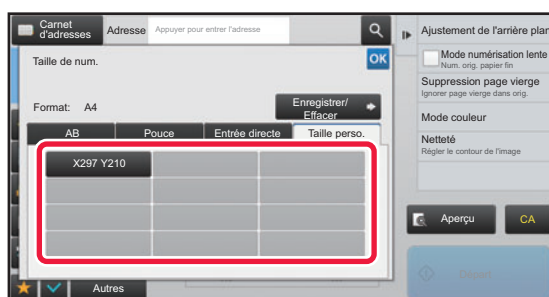 Carnet
d'adresses
Adresse
Appuyer pour entrer l'adresse
Ajustement de l'arrière plan
Taille de num.
OK
Mode numérisation lente
Num. orig. papier fin
Suppression page vierge
Ignorer page vierge dans orig.
Format: A4
Enregistrer/
Effacer
Mode couleur
AB
Pouce
Entrée directe
Taille perso.
Netteté
Régler le contour de l'image
X297 Y210
Aperçu
CA
Autres
Départ